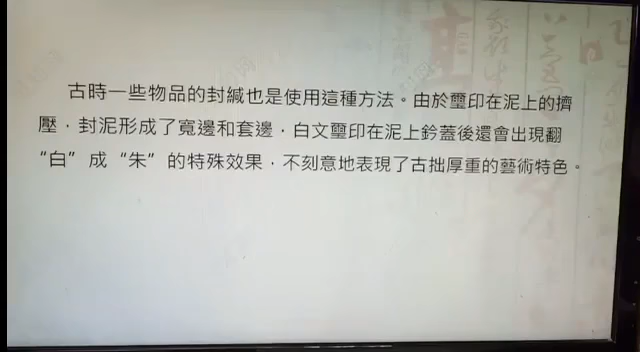 古時一些物品的封緘也是使用這種方法。由於璽印在泥上的擠
壓，封泥形成了寬邊和套邊，白文璽印在泥上鈐蓋後還會出現翻
“白”成“朱”的特殊效果，不刻意地表現了古拙厚重的藝術特色。